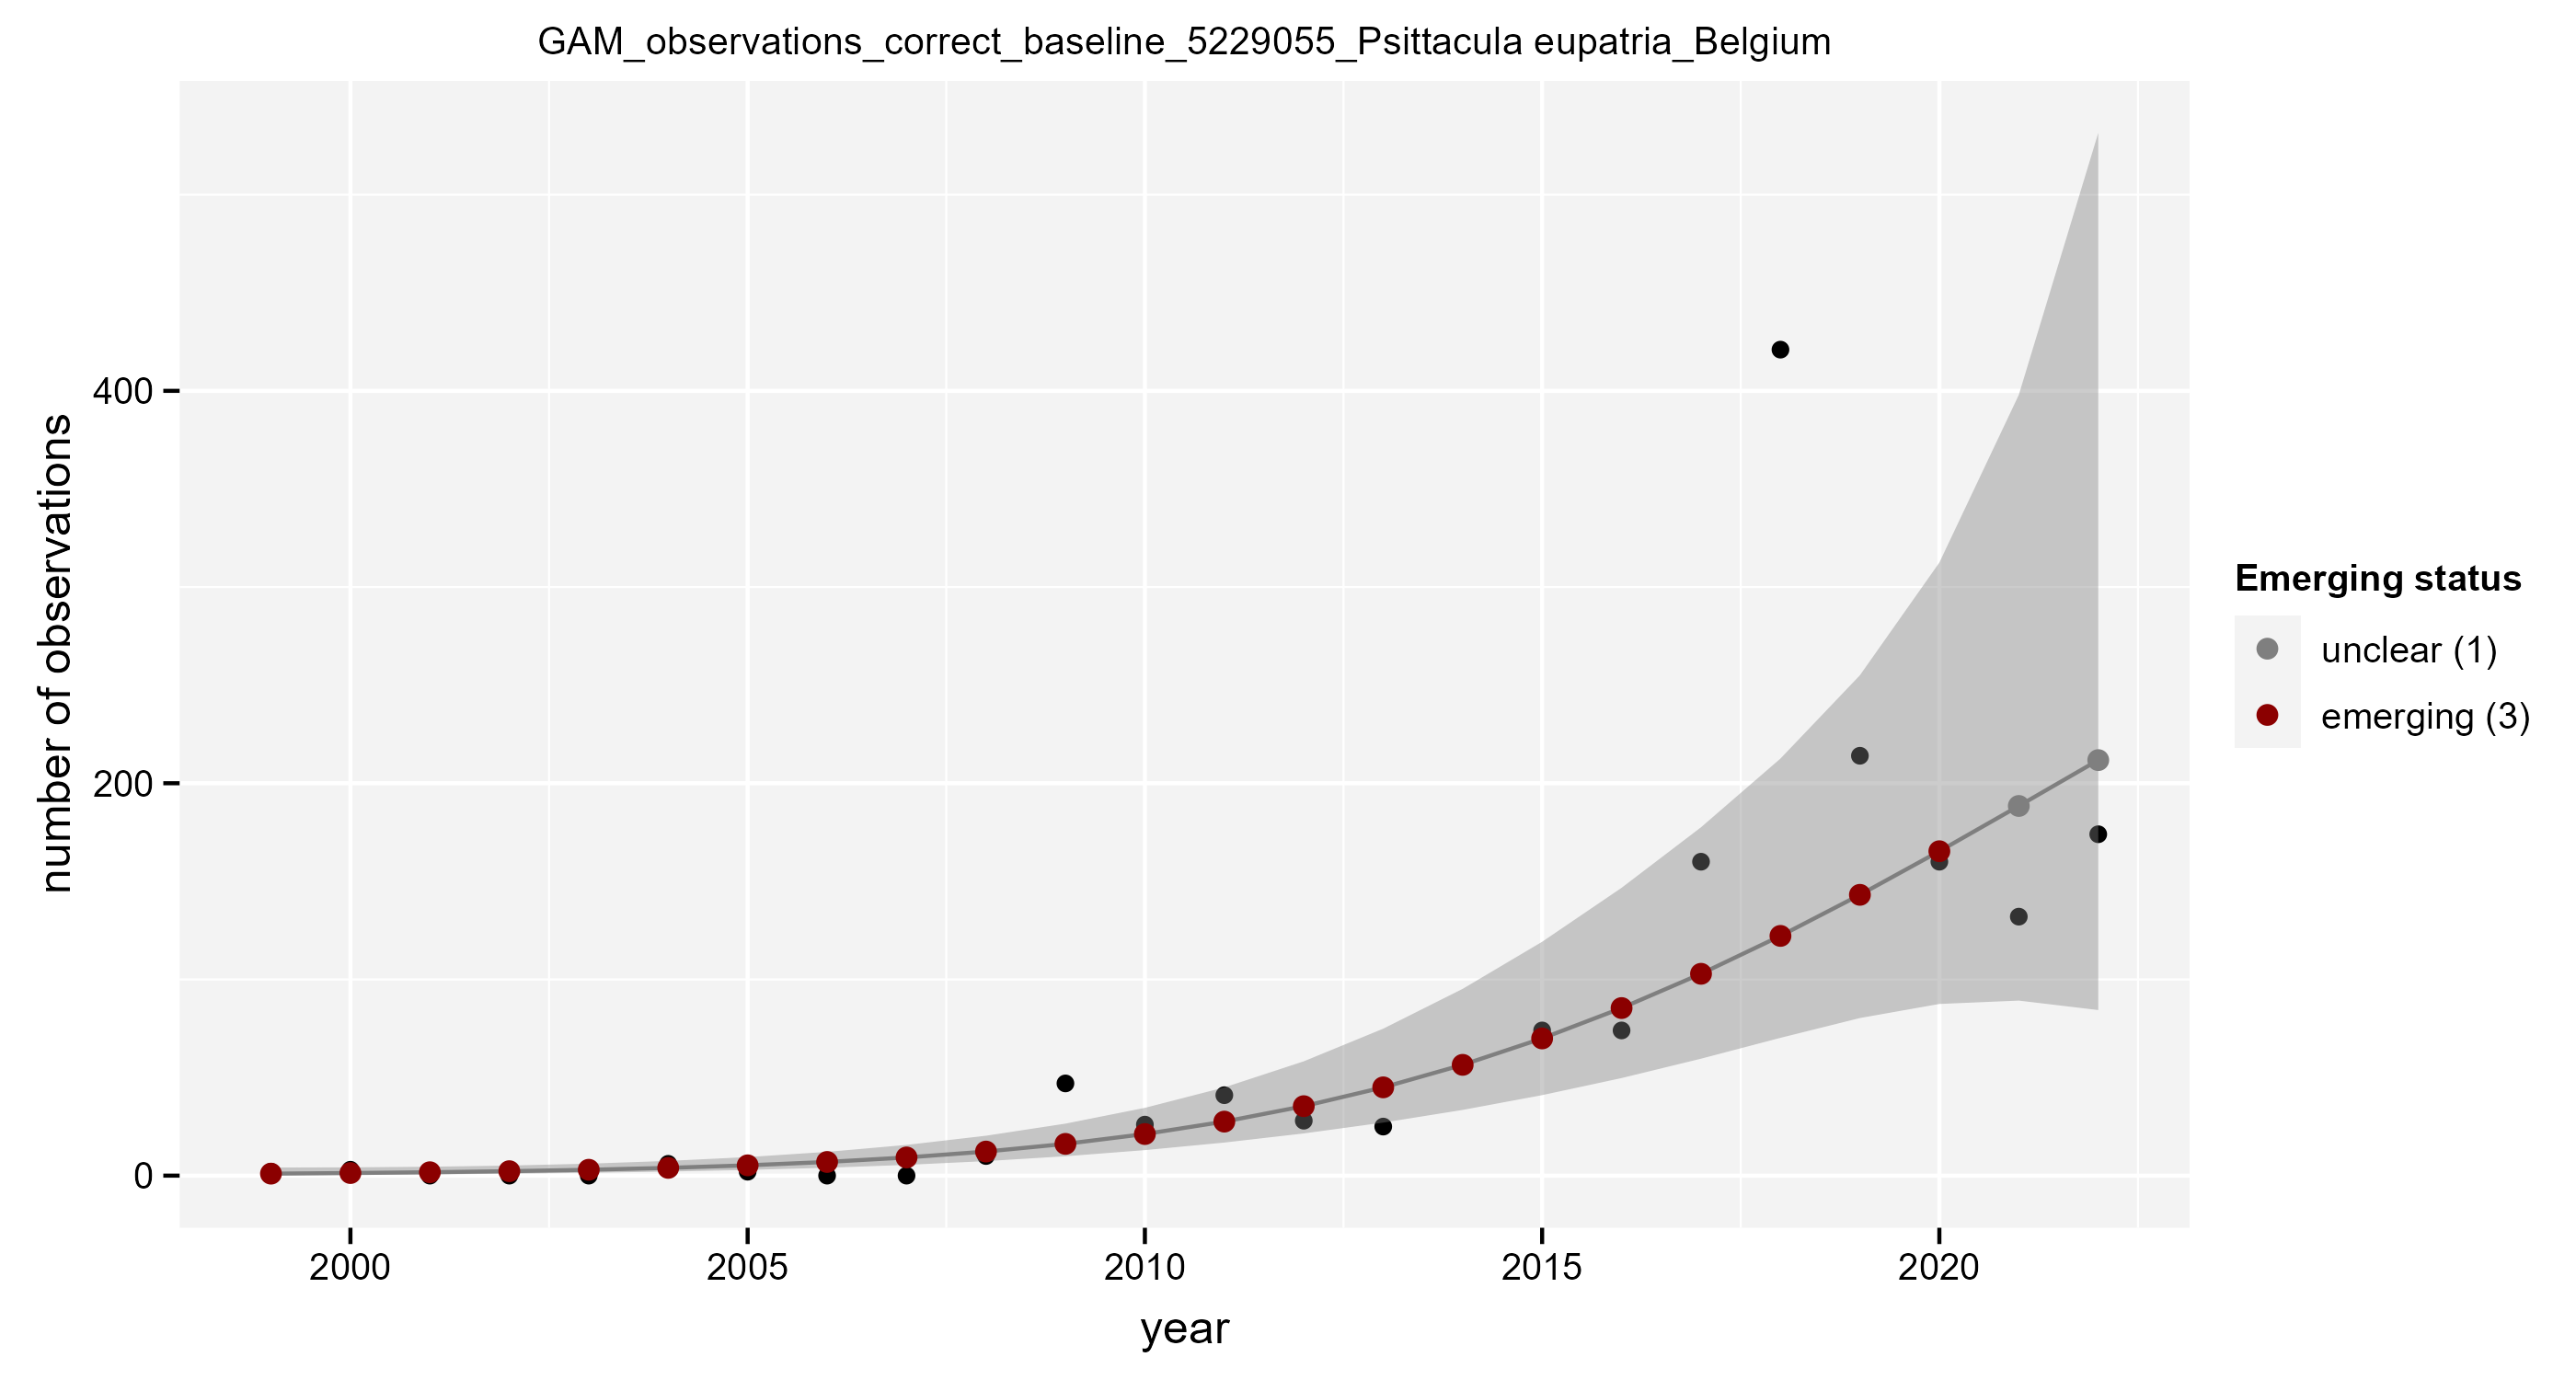 GAM_observations_correct_baseline_5229055_Psittacula eupatria_Belgium
number of observations
400
200
0
2000
2005
2010
2015
2020
year
Emerging status
unclear (1)
emerging (3)